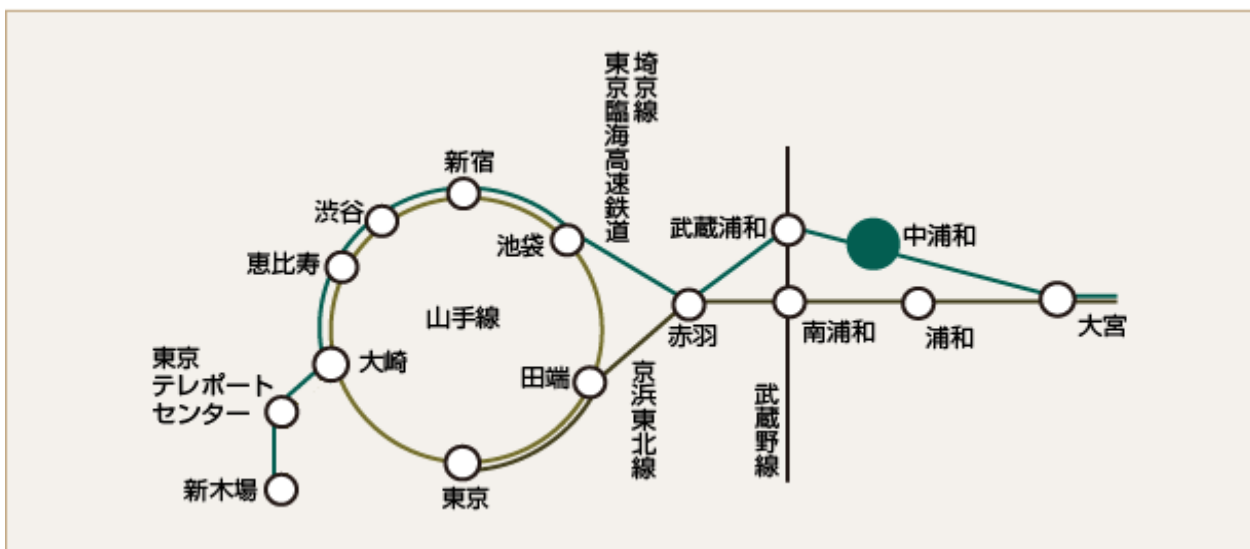 埼京線
東京臨海高速鉄道
新宿
渋谷
池袋
武蔵浦和
中浦和
恵比寿
山手線
赤羽
南浦和
浦和
大宮
東京
テレポート
センター
大崎
田端
京浜東北線
武蔵野線
新木場
東京